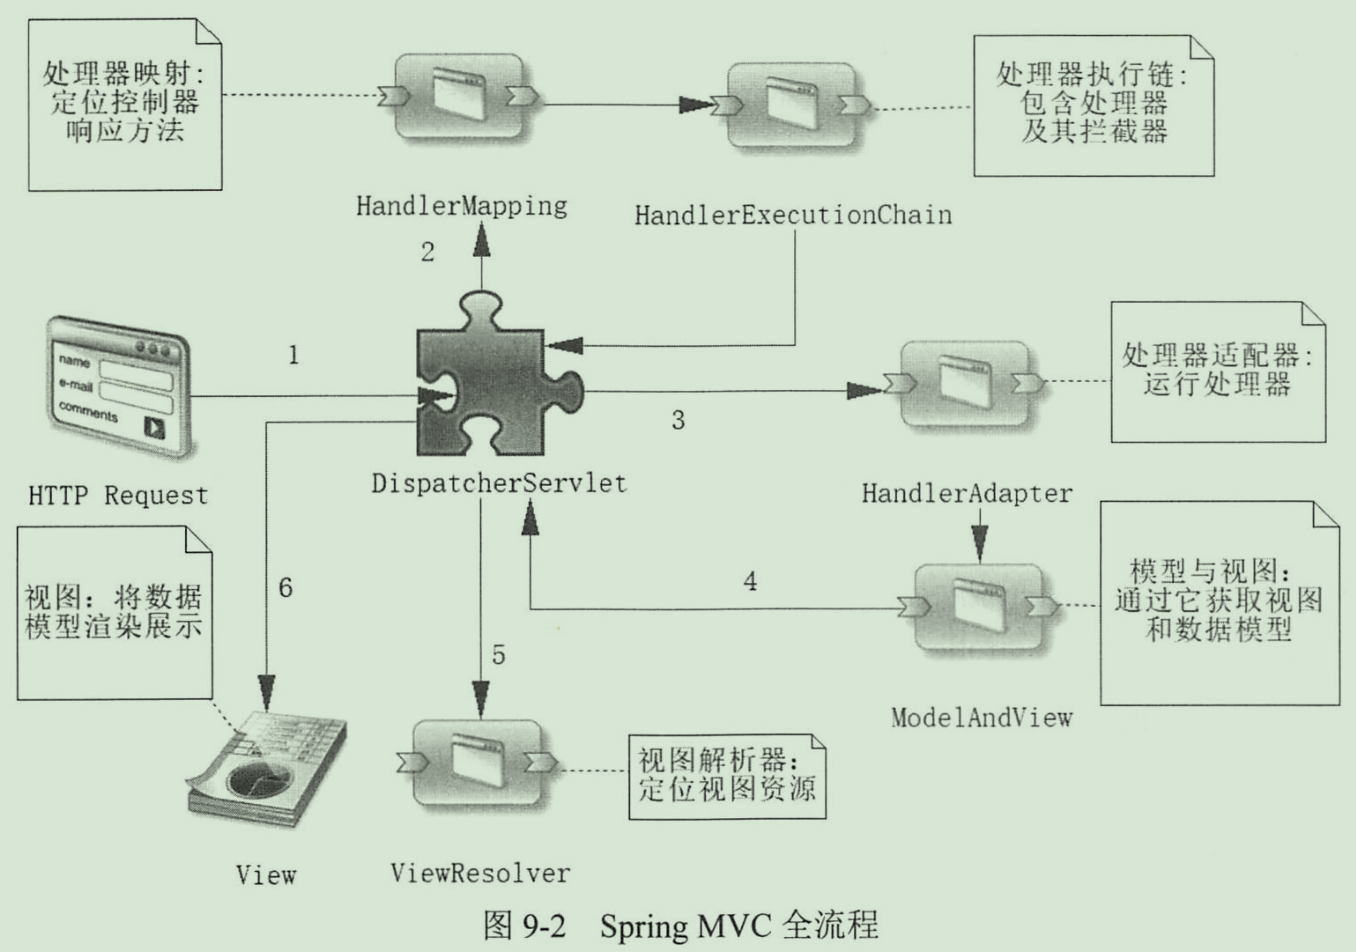 处理器映射:
定位控制器
响应方法
处理器执行链:
包含处理器
及其拦截器
HandlerMapping
HandlerExecutionChain
2
1
name
e-mail
comments
3
处理器适配器:
运行处理器
HTTP Request
DispatcherServlet
HandlerAdapter
视图: 将数据
模型渲染展示
6
4
模型与视图:
通过它获取视图
和数据模型
5
ModelAndView
视图解析器:
定位视图资源
View
ViewResolver
图 9-2 Spring MVC 全流程